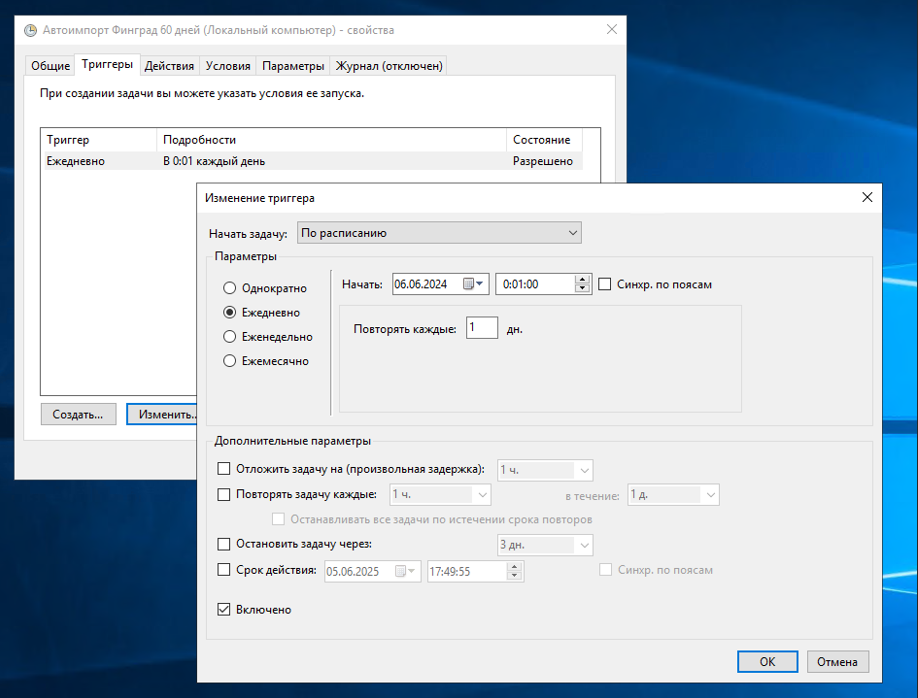 Автоимпорт Финград 60 дней (Локальный компьютер) - свойства
Общие Триггеры Действия Условия Параметры Журнал (отключен)
При создании задачи вы можете указать условия ее запуска.
Триггер Подробности Состояние
Ежедневно В 0:01 каждый день Разрешено
Создать... Изменить...
Изменение триггера
Начать задачу: По расписанию
Параметры
Однократно
Ежедневно
Еженедельно
Ежемесячно
Начать: 06.06.2024 0:01:00 Синхр. по поясам
Повторять каждые: 1 дн.
Дополнительные параметры
Отложить задачу на (произвольная задержка): 1 ч.
Повторять задачу каждые: 1 ч. в течение: 1 д.
Останавливать все задачи по истечении срока повторов
Остановить задачу через: 3 дн.
Срок действия: 05.06.2025 17:49:55 Синхр. по поясам
Включено
ОК Отмена